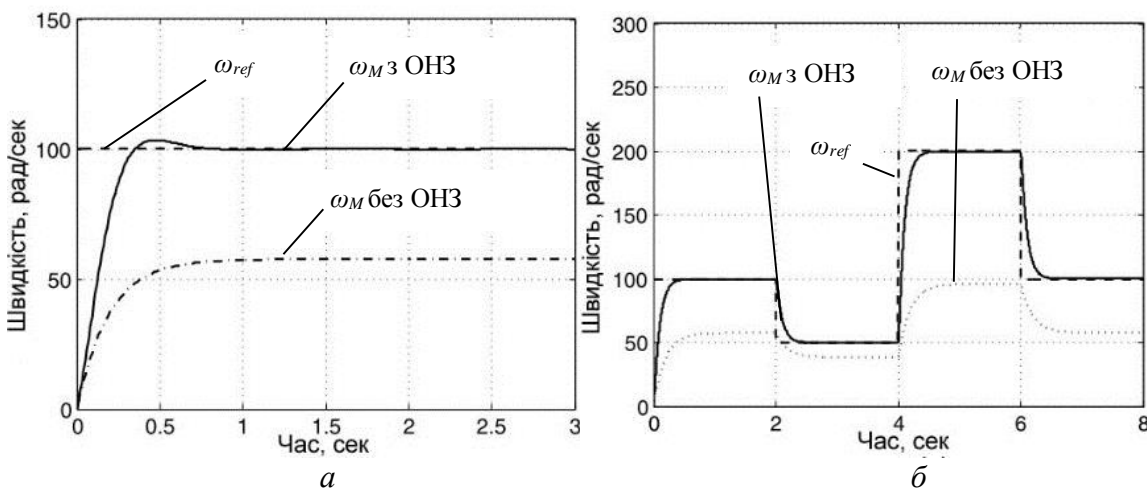 150
100
50
0
Швидкість, рад/сек
ω_ref
ω_M з ОНЗ
ω_M без ОНЗ
0 0.5 1 1.5 2 2.5 3
Час, сек
а
300
250
200
150
100
50
0
Швидкість, рад/сек
ω_M з ОНЗ
ω_M без ОНЗ
ω_ref
0 2 4 6 8
Час, сек
б